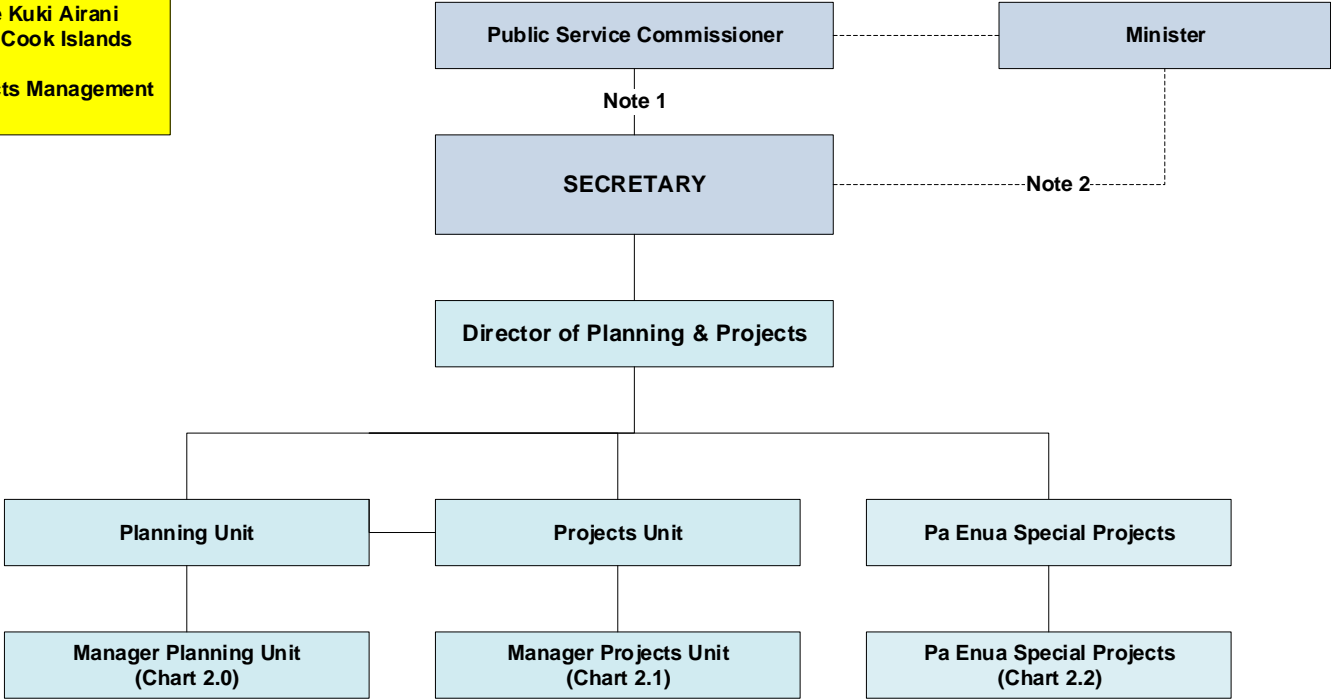 Kuki Airani
Cook Islands
Management
Public Service Commissioner
Minister
Note 1
SECRETARY
Note 2
Director of Planning & Projects
Planning Unit
Projects Unit
Pa Enua Special Projects
Manager Planning Unit
(Chart 2.0)
Manager Projects Unit
(Chart 2.1)
Pa Enua Special Projects
(Chart 2.2)